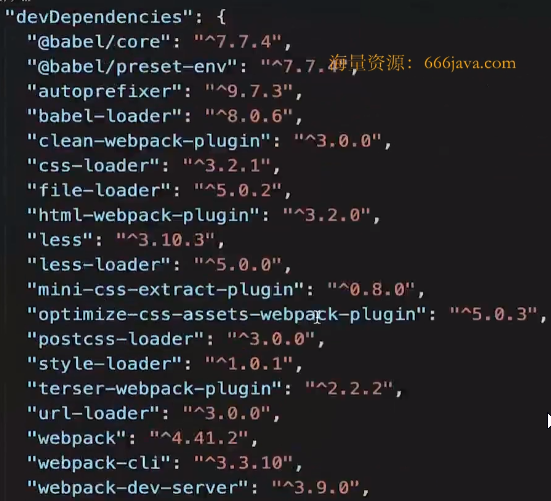 "devDependencies": {
"@babel/core": "^7.7.4",
"@babel/preset-env": "^7.7.4",
海量资源：666java.com
"autoprefixer": "^9.7.3",
"babel-loader": "^8.0.6",
"clean-webpack-plugin": "^3.0.0",
"css-loader": "^3.2.1",
"file-loader": "^5.0.2",
"html-webpack-plugin": "^3.2.0",
"less": "^3.10.3",
"less-loader": "^5.0.0",
"mini-css-extract-plugin": "^0.8.0",
"optimize-css-assets-webpack-plugin": "^5.0.3",
"postcss-loader": "^3.0.0",
"style-loader": "^1.0.1",
"terser-webpack-plugin": "^2.2.2",
"url-loader": "^3.0.0",
"webpack": "^4.41.2",
"webpack-cli": "^3.3.10",
"webpack-dev-server": "^3.9.0",